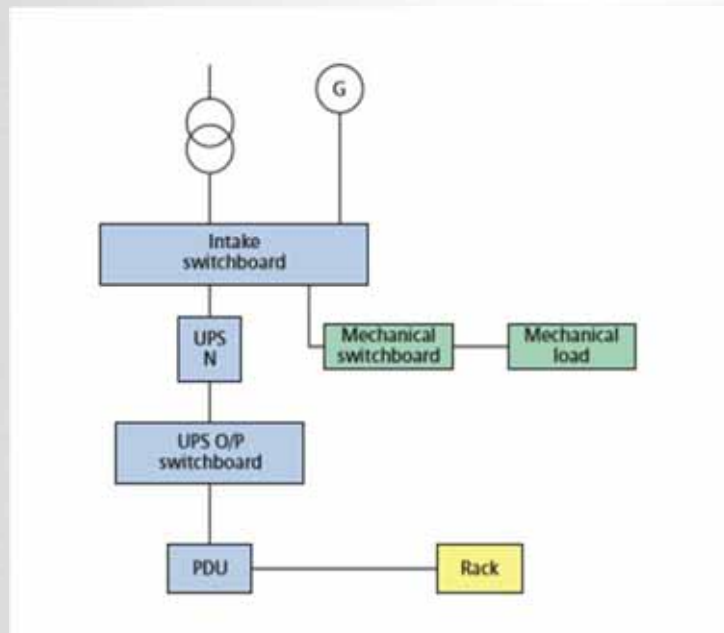 G
Intake
switchboard
UPS
N
Mechanical
switchboard
Mechanical
load
UPS O/P
switchboard
PDU
Rack